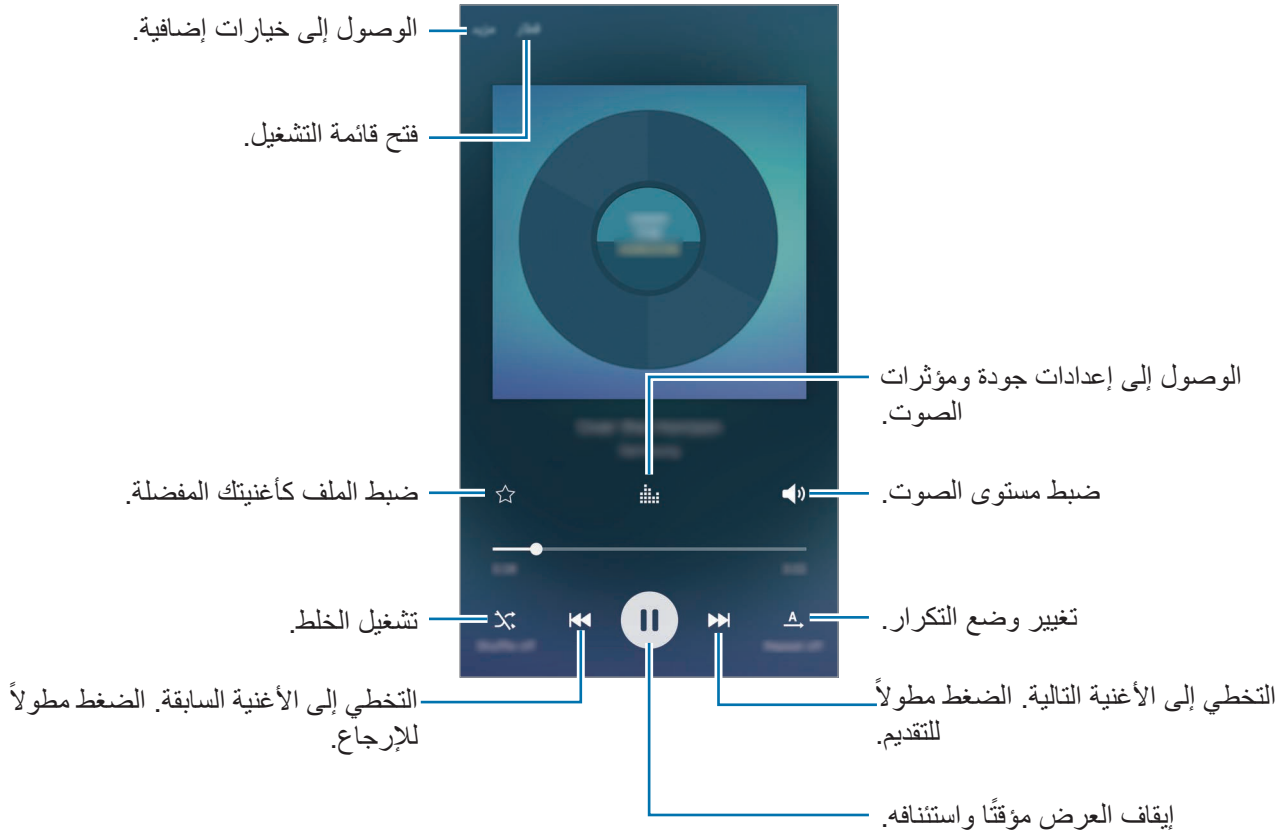 الوصول إلى خيارات إضافية.
فتح قائمة التشغيل.
الوصول إلى إعدادات جودة ومؤثرات
الصوت.
ضبط مستوى الصوت.
ضبط الملف كأغنيتك المفضلة.
تغيير وضع التكرار.
تشغيل الخلط.
التخطي إلى الأغنية التالية. الضغط مطولاً
للتقديم.
التخطي إلى الأغنية السابقة. الضغط مطولاً
للإرجاع.
إيقاف العرض مؤقتًا واستئنافه.